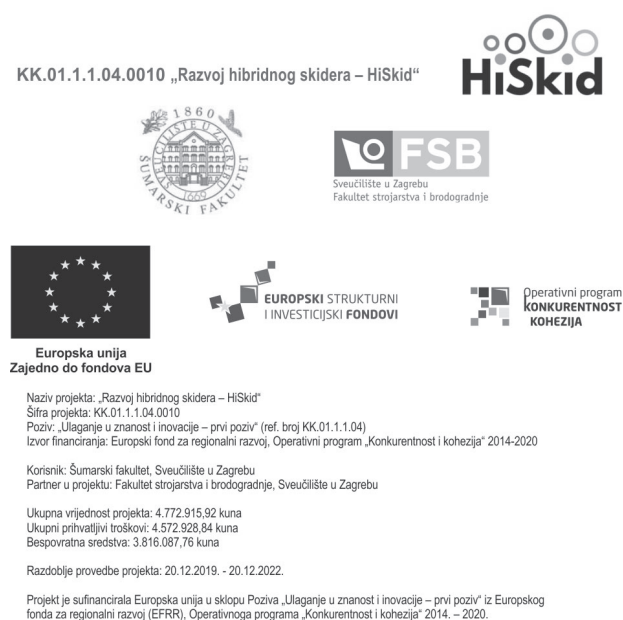 HiSkid
KK.01.1.1.04.0010 „Razvoj hibridnog skidera – HiSkid“
1860
SVEUČILIŠTE U ZAGREBU
1669
ŠUMARSKI FAKULTET
FSB
Sveučilište u Zagrebu
Fakultet strojarstva i brodogradnje
EUROPSKI STRUKTURNI
I INVESTICIJSKI FONDOVI
Operativni program
KONKURENTNOST
KOHEZIJA
Europska unija
Zajedno do fondova EU
Naziv projekta: „Razvoj hibridnog skidera – HiSkid“
Šifra projekta: KK.01.1.1.04.0010
Poziv: „Ulaganje u znanost i inovacije – prvi poziv“ (ref. broj KK.01.1.1.04)
Izvor financiranja: Europski fond za regionalni razvoj, Operativni program „Konkurentnost i kohezija“ 2014-2020
Korisnik: Šumarski fakultet, Sveučilište u Zagrebu
Partner u projektu: Fakultet strojarstva i brodogradnje, Sveučilište u Zagrebu
Ukupna vrijednost projekta: 4.772.915,92 kuna
Ukupni prihvatljivi troškovi: 4.572.928,84 kuna
Bespovratna sredstva: 3.816.087,76 kuna
Razdoblje provedbe projekta: 20.12.2019. - 20.12.2022.
Projekt je sufinancirala Europska unija u sklopu Poziva „Ulaganje u znanost i inovacije – prvi poziv“ iz Europskog
fonda za regionalni razvoj (EFRR), Operativnoga programa „Konkurentnost i kohezija“ 2014. – 2020.